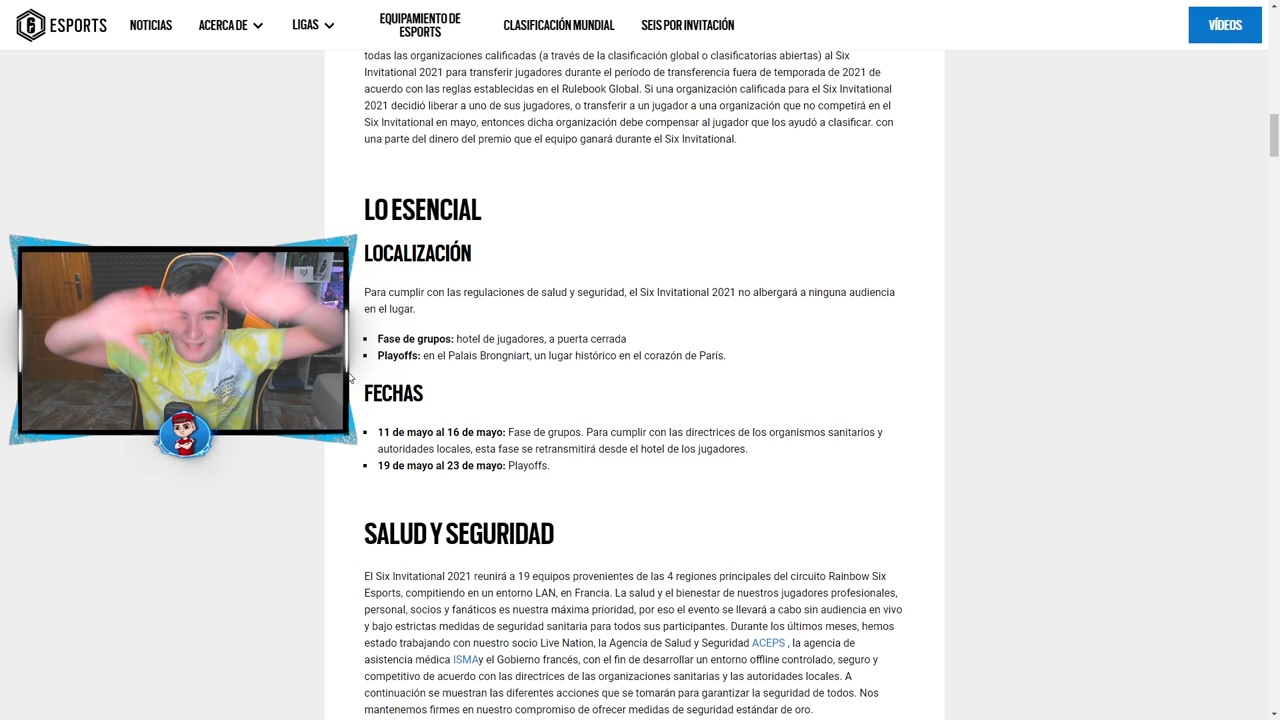 ESPORTS
NOTICIAS
ACERCA DE
LIGAS
EQUIPAMIENTO DE
ESPORTS
CLASIFICACIÓN MUNDIAL
SEIS POR INVITACIÓN
VÍDEOS
todas las organizaciones calificadas (a través de la clasificación global o clasificatorias abiertas) al Six
Invitational 2021 para transferir jugadores durante el período de transferencia fuera de temporada de 2021 de
acuerdo con las reglas establecidas en el Rulebook Global. Si una organización calificada para el Six Invitational
2021 decidió liberar a uno de sus jugadores, o transferir a un jugador a una organización que no competirá en el
Six Invitational en mayo, entonces dicha organización debe compensar al jugador que los ayudó a clasificar. con
una parte del dinero del premio que el equipo ganará durante el Six Invitational.
LO ESENCIAL
LOCALIZACIÓN
Para cumplir con las regulaciones de salud y seguridad, el Six Invitational 2021 no albergará a ninguna audiencia
en el lugar.
Fase de grupos: hotel de jugadores, a puerta cerrada
Playoffs: en el Palais Brongniart, un lugar histórico en el corazón de París.
FECHAS
11 de mayo al 16 de mayo: Fase de grupos. Para cumplir con las directrices de los organismos sanitarios y
autoridades locales, esta fase se retransmitirá desde el hotel de los jugadores.
19 de mayo al 23 de mayo: Playoffs.
SALUD Y SEGURIDAD
El Six Invitational 2021 reunirá a 19 equipos provenientes de las 4 regiones principales del circuito Rainbow Six
Esports, compitiendo en un entorno LAN, en Francia. La salud y el bienestar de nuestros jugadores profesionales,
personal, socios y fanáticos es nuestra máxima prioridad, por eso el evento se llevará a cabo sin audiencia en vivo
y bajo estrictas medidas de seguridad sanitaria para todos sus participantes. Durante los últimos meses, hemos
estado trabajando con nuestro socio Live Nation, la Agencia de Salud y Seguridad ACEPS , la agencia de
asistencia médica ISMAy el Gobierno francés, con el fin de desarrollar un entorno offline controlado, seguro y
competitivo de acuerdo con las directrices de las organizaciones sanitarias y las autoridades locales. A
continuación se muestran las diferentes acciones que se tomarán para garantizar la seguridad de todos. Nos
mantenemos firmes en nuestro compromiso de ofrecer medidas de seguridad estándar de oro.